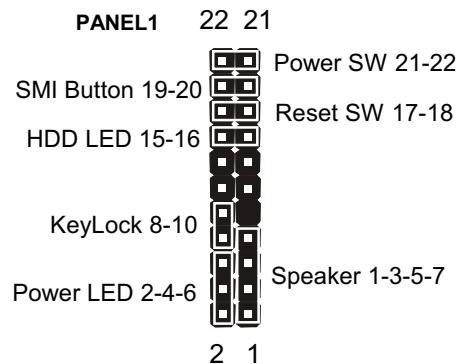 PANEL1 22 21
Power SW 21-22
SMI Button 19-20
Reset SW 17-18
HDD LED 15-16
KeyLock 8-10
Speaker 1-3-5-7
Power LED 2-4-6
2 1